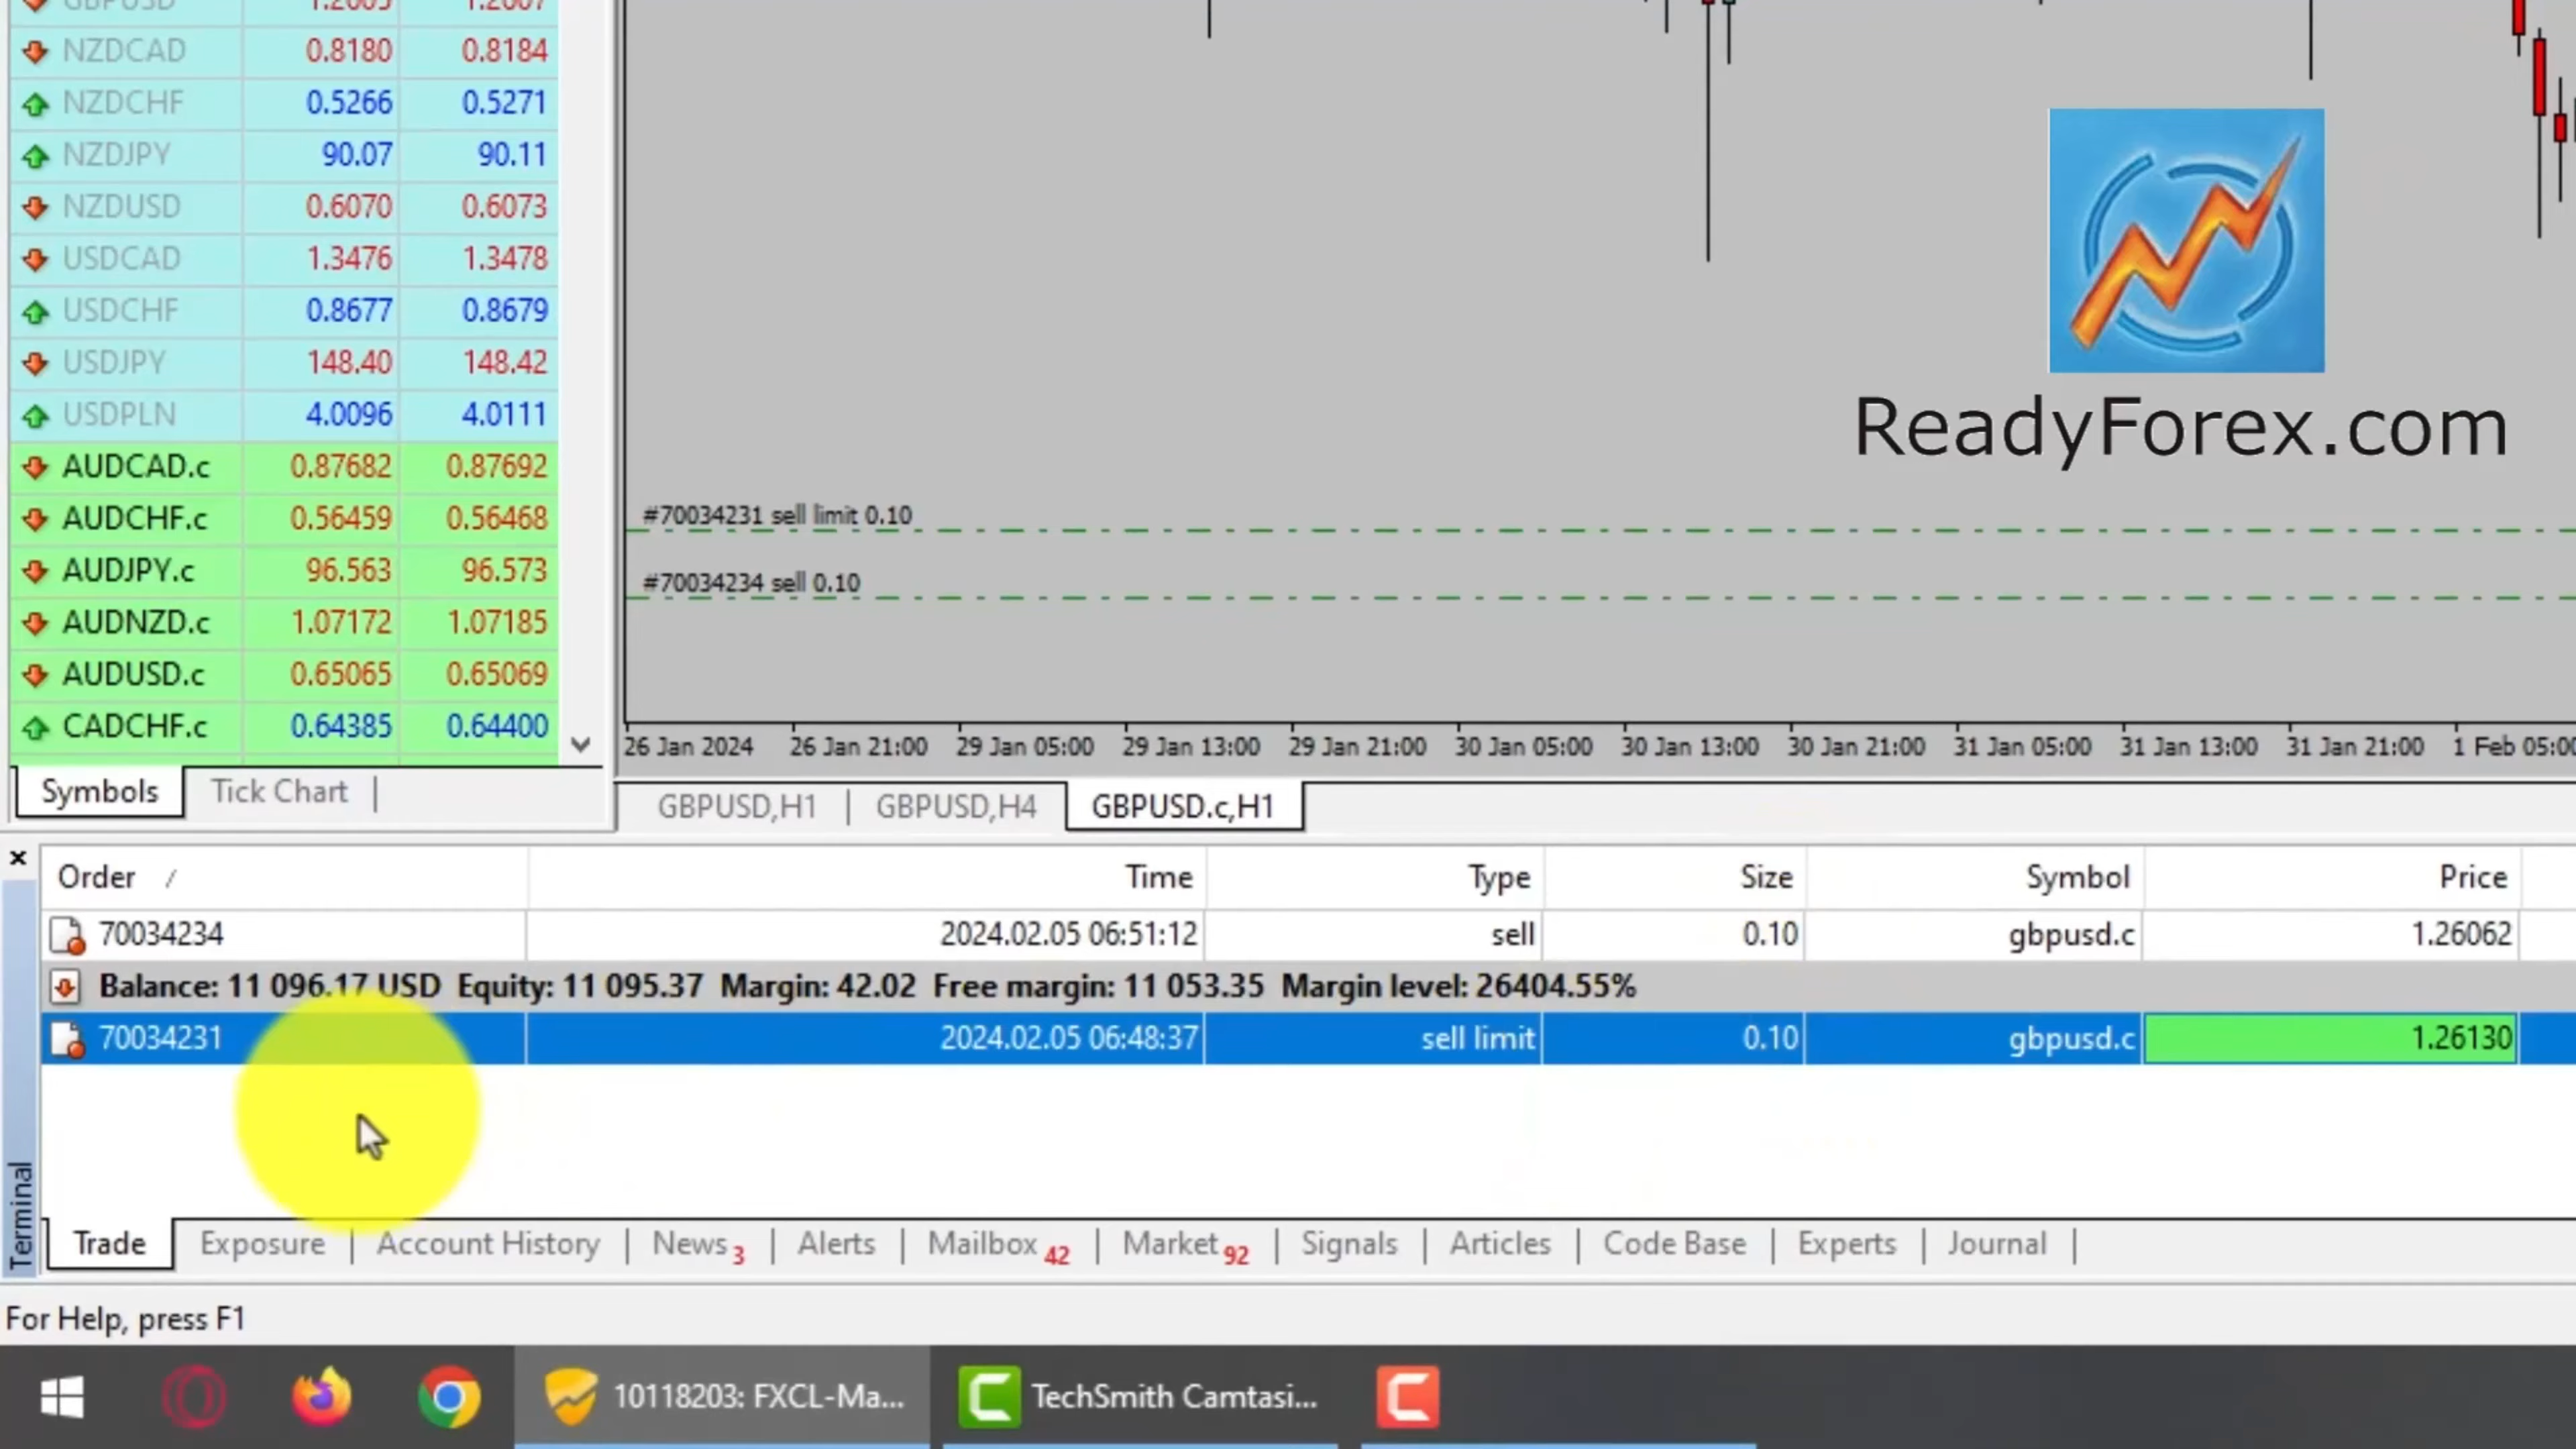 GBPUSD 1.2605 1.2607
NZDCAD 0.8180 0.8184
NZDCHF 0.5266 0.5271
NZDJPY 90.07 90.11
NZDUSD 0.6070 0.6073
USDCAD 1.3476 1.3478
USDCHF 0.8677 0.8679
USDJPY 148.40 148.42
USDPLN 4.0096 4.0111
AUDCAD.c 0.87682 0.87692
AUDCHF.c 0.56459 0.56468
AUDJPY.c 96.563 96.573
AUDNZD.c 1.07172 1.07185
AUDUSD.c 0.65065 0.65069
CADCHF.c 0.64385 0.64400
Symbols Tick Chart
ReadyForex.com
#70034231 sell limit 0.10
#70034234 sell 0.10
26 Jan 2024 26 Jan 21:00 29 Jan 05:00 29 Jan 13:00 29 Jan 21:00 30 Jan 05:00 30 Jan 13:00 30 Jan 21:00 31 Jan 05:00 31 Jan 13:00 31 Jan 21:00 1 Feb 05:00
GBPUSD,H1 GBPUSD,H4 GBPUSD.c,H1
Order / Time Type Size Symbol Price
70034234 2024.02.05 06:51:12 sell 0.10 gbpusd.c 1.26062
Balance: 11 096.17 USD Equity: 11 095.37 Margin: 42.02 Free margin: 11 053.35 Margin level: 26404.55%
70034231 2024.02.05 06:48:37 sell limit 0.10 gbpusd.c 1.26130
Terminal
Trade Exposure Account History News 3 Alerts Mailbox 42 Market 92 Signals Articles Code Base Experts Journal
For Help, press F1
10118203: FXCL-Ma... TechSmith Camtasi...